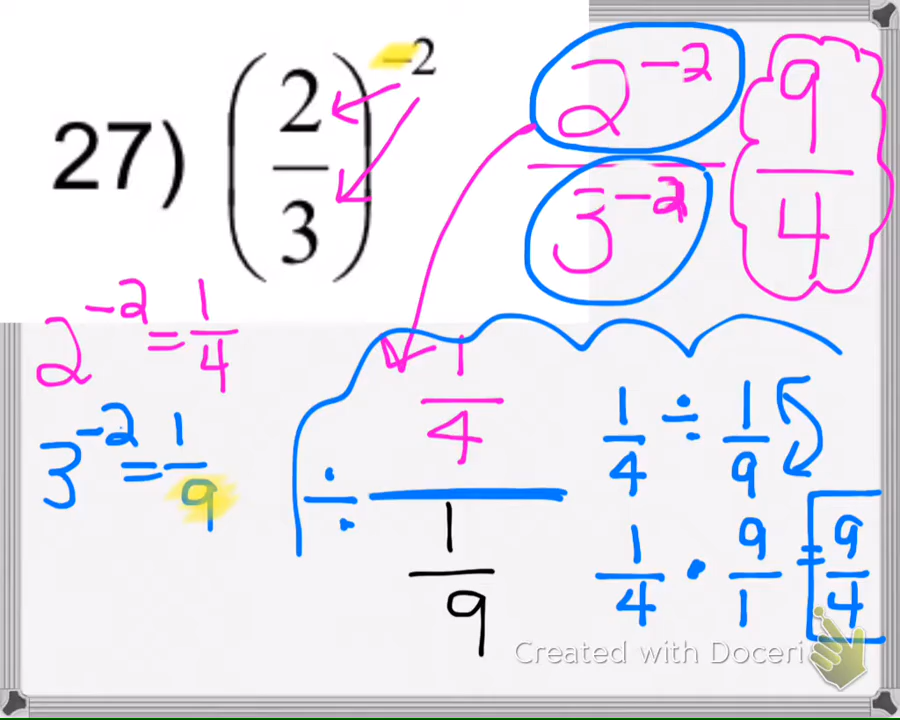 27) (2/3)^-2
2^-2 / 3^-2
9/4
2^-2 = 1/4
3^-2 = 1/9
÷ 1/4 / 1/9
1/4 ÷ 1/9
1/4 • 9/1 = 9/4
Created with Doceri